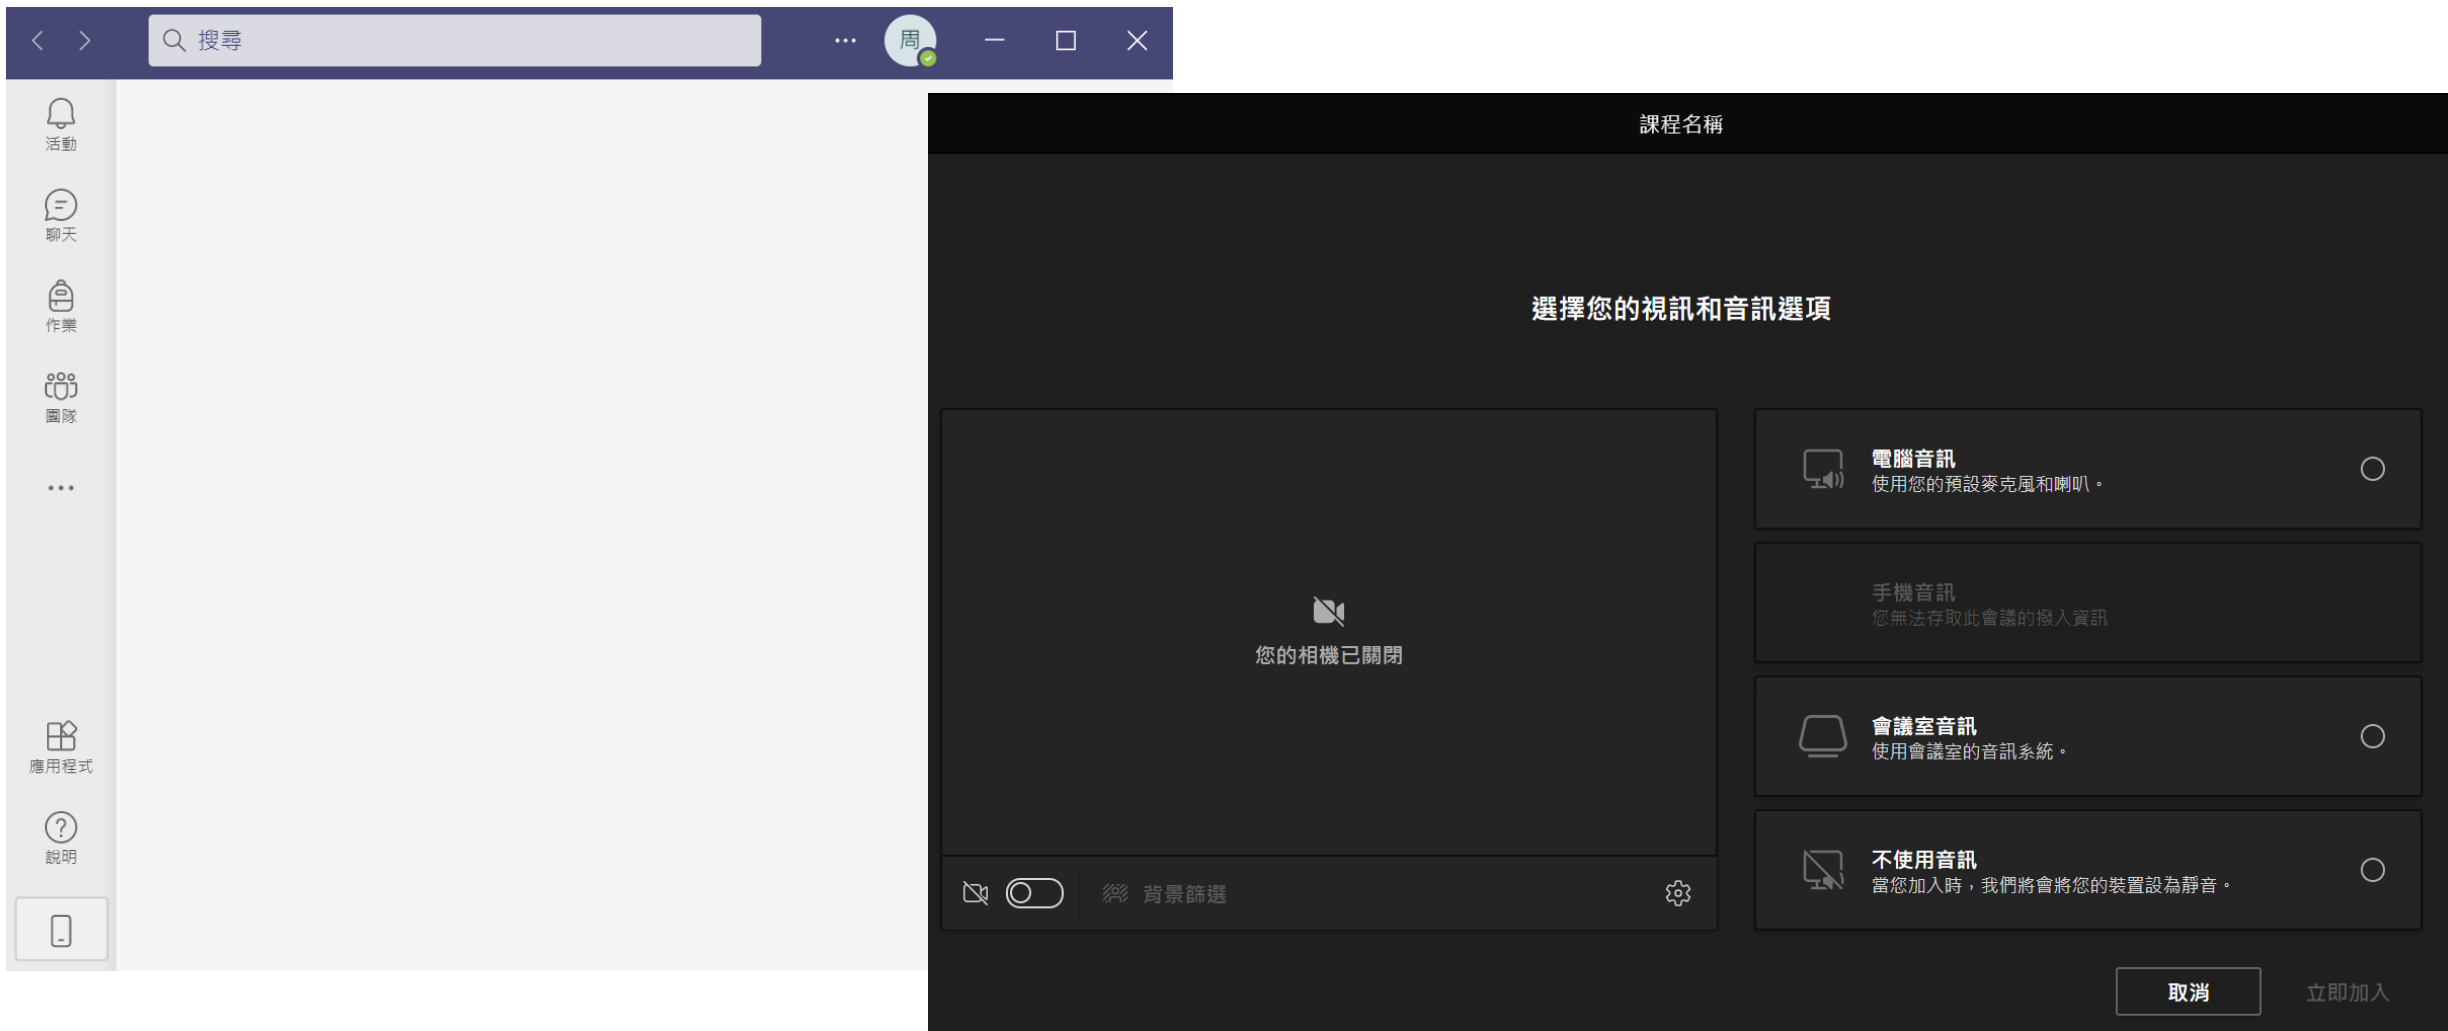 搜尋
周
活動
聊天
作業
團隊
應用程式
說明
課程名稱
選擇您的視訊和音訊選項
您的相機已關閉
背景篩選
電腦音訊
使用您的預設麥克風和喇叭。
手機音訊
您無法存取此會議的撥入資訊
會議室音訊
使用會議室的音訊系統。
不使用音訊
當您加入時，我們將會將您的裝置設為靜音。
取消
立即加入